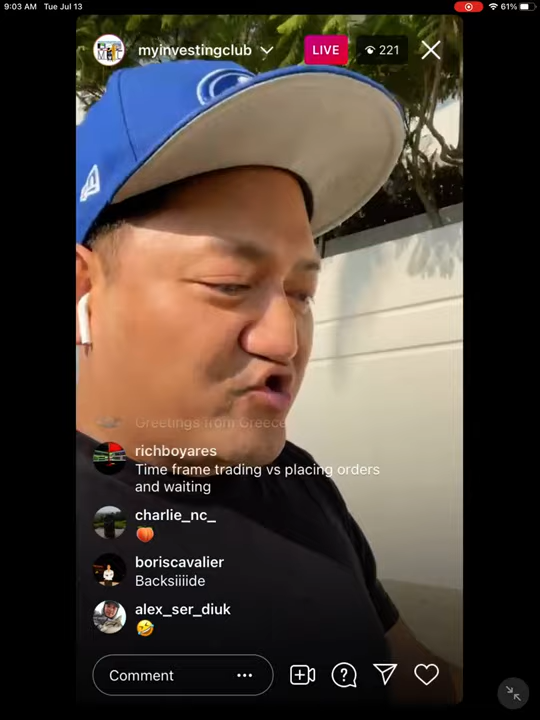 9:03 AM Tue Jul 13
61%
myinvestingclub
LIVE
221
Greetings from Greece
richboyares
Time frame trading vs placing orders
and waiting
charlie_nc_
🍑
boriscavalier
Backsiiiide
alex_ser_diuk
🤣
Comment